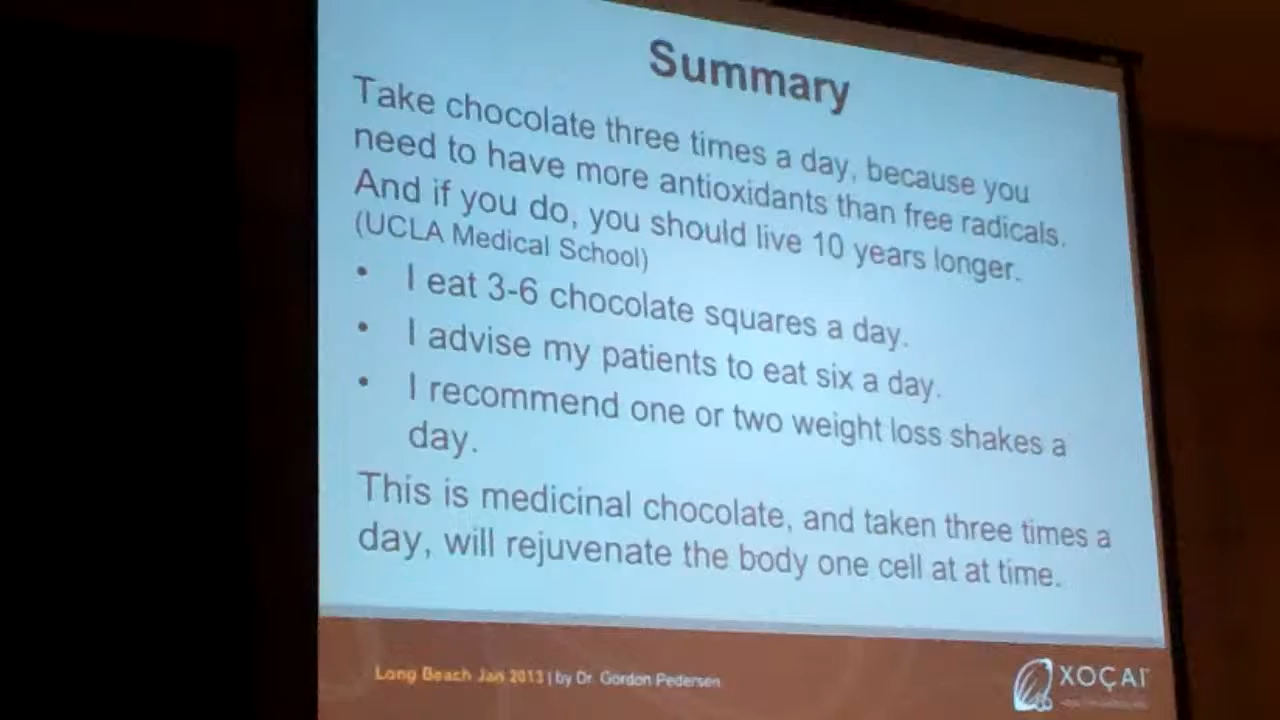 Summary
Take chocolate three times a day, because you
need to have more antioxidants than free radicals.
And if you do, you should live 10 years longer.
(UCLA Medical School)
• I eat 3-6 chocolate squares a day.
• I advise my patients to eat six a day.
• I recommend one or two weight loss shakes a
day.
This is medicinal chocolate, and taken three times a
day, will rejuvenate the body one cell at at time.
Long Beach Jan 2013 | by Dr. Gordon Pedersen
XOÇAI